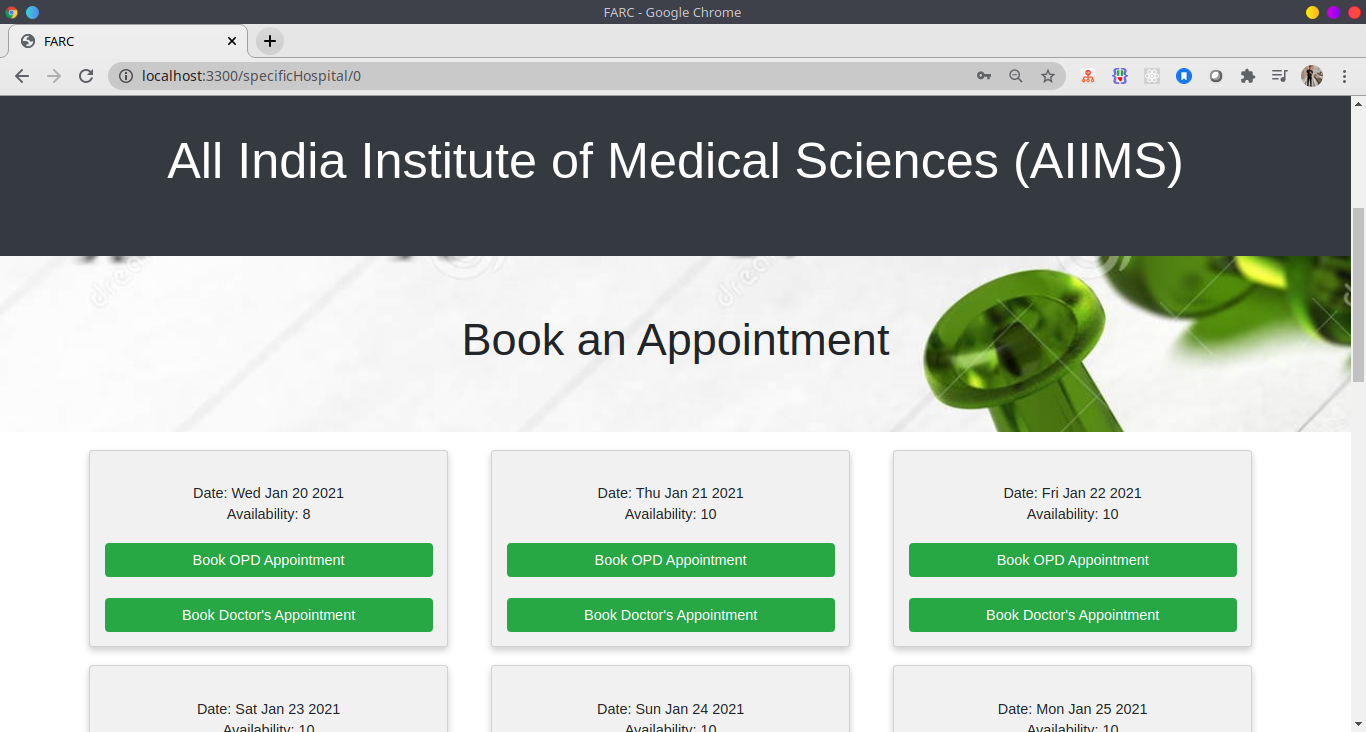 FARC - Google Chrome
FARC
localhost:3300/specificHospital/0
All India Institute of Medical Sciences (AIIMS)
Book an Appointment
Date: Wed Jan 20 2021
Availability: 8
Book OPD Appointment
Book Doctor's Appointment
Date: Thu Jan 21 2021
Availability: 10
Book OPD Appointment
Book Doctor's Appointment
Date: Fri Jan 22 2021
Availability: 10
Book OPD Appointment
Book Doctor's Appointment
Date: Sat Jan 23 2021
Availability: 10
Date: Sun Jan 24 2021
Availability: 10
Date: Mon Jan 25 2021
Availability: 10